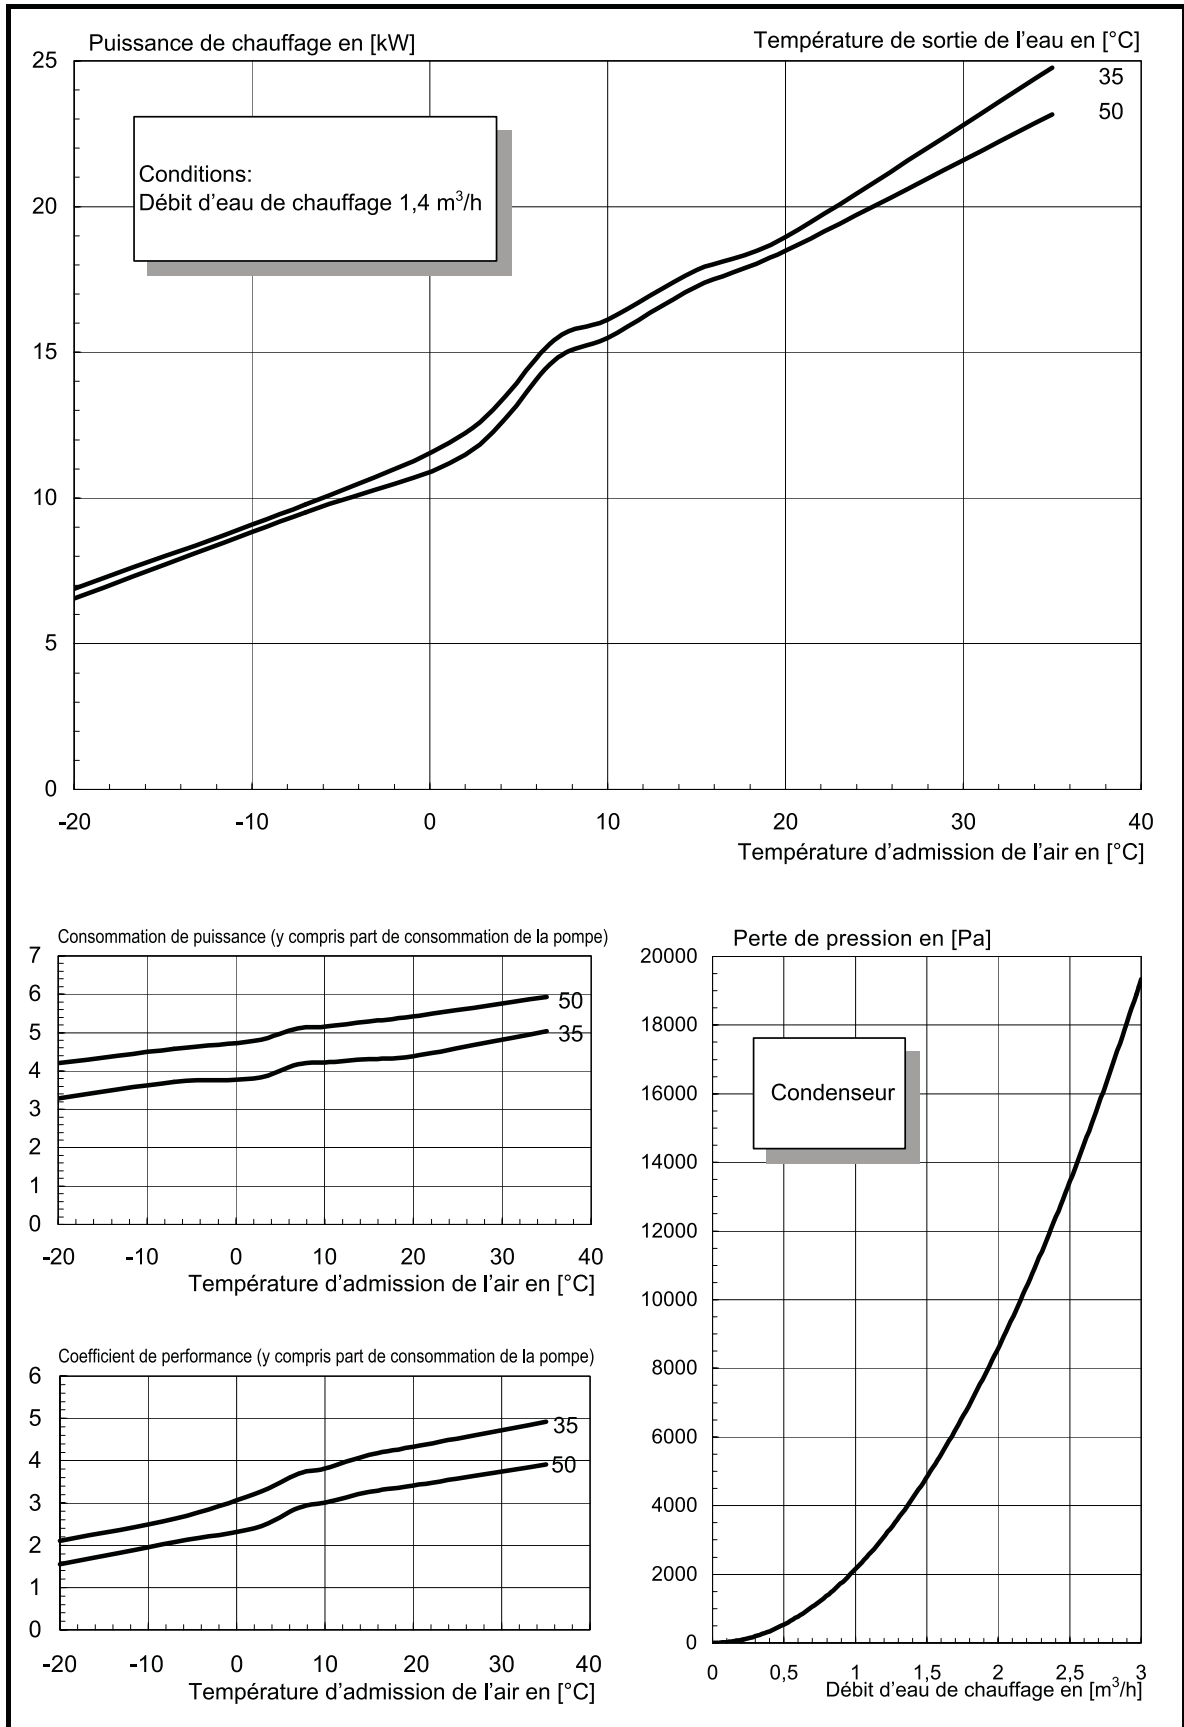 Puissance de chauffage en [kW]
Température de sortie de l'eau en [°C]
25
20
15
10
5
0
35
50
Conditions:
Débit d'eau de chauffage 1,4 m³/h
-20 -10 0 10 20 30 40
Température d'admission de l'air en [°C]
Consommation de puissance (y compris part de consommation de la pompe)
7
6
5
4
3
2
1
0
50
35
-20 -10 0 10 20 30 40
Température d'admission de l'air en [°C]
Coefficient de performance (y compris part de consommation de la pompe)
6
5
4
3
2
1
0
35
50
-20 -10 0 10 20 30 40
Température d'admission de l'air en [°C]
Perte de pression en [Pa]
20000
18000
16000
14000
12000
10000
8000
6000
4000
2000
0
Condenseur
0 0,5 1 1,5 2 2,5 3
Débit d'eau de chauffage en [m³/h]